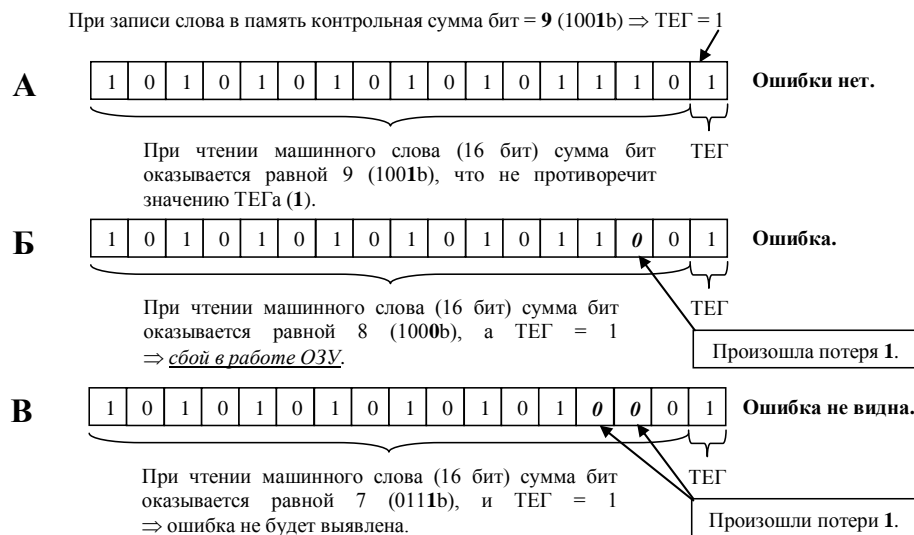 При записи слова в память контрольная сумма бит = 9 (1001b) ⇒ ТЕГ = 1
А 1 0 1 0 1 0 1 0 1 0 1 0 1 1 1 0 1 Ошибки нет.
При чтении машинного слова (16 бит) сумма бит ТЕГ
оказывается равной 9 (1001b), что не противоречит
значению ТЕГа (1).
Б 1 0 1 0 1 0 1 0 1 0 1 0 1 1 0 0 1 Ошибка.
При чтении машинного слова (16 бит) сумма бит ТЕГ
оказывается равной 8 (1000b), а ТЕГ = 1
⇒ сбой в работе ОЗУ.
Произошла потеря 1.
В 1 0 1 0 1 0 1 0 1 0 1 0 1 0 0 0 1 Ошибка не видна.
При чтении машинного слова (16 бит) сумма бит ТЕГ
оказывается равной 7 (0111b), и ТЕГ = 1
⇒ ошибка не будет выявлена.
Произошли потери 1.